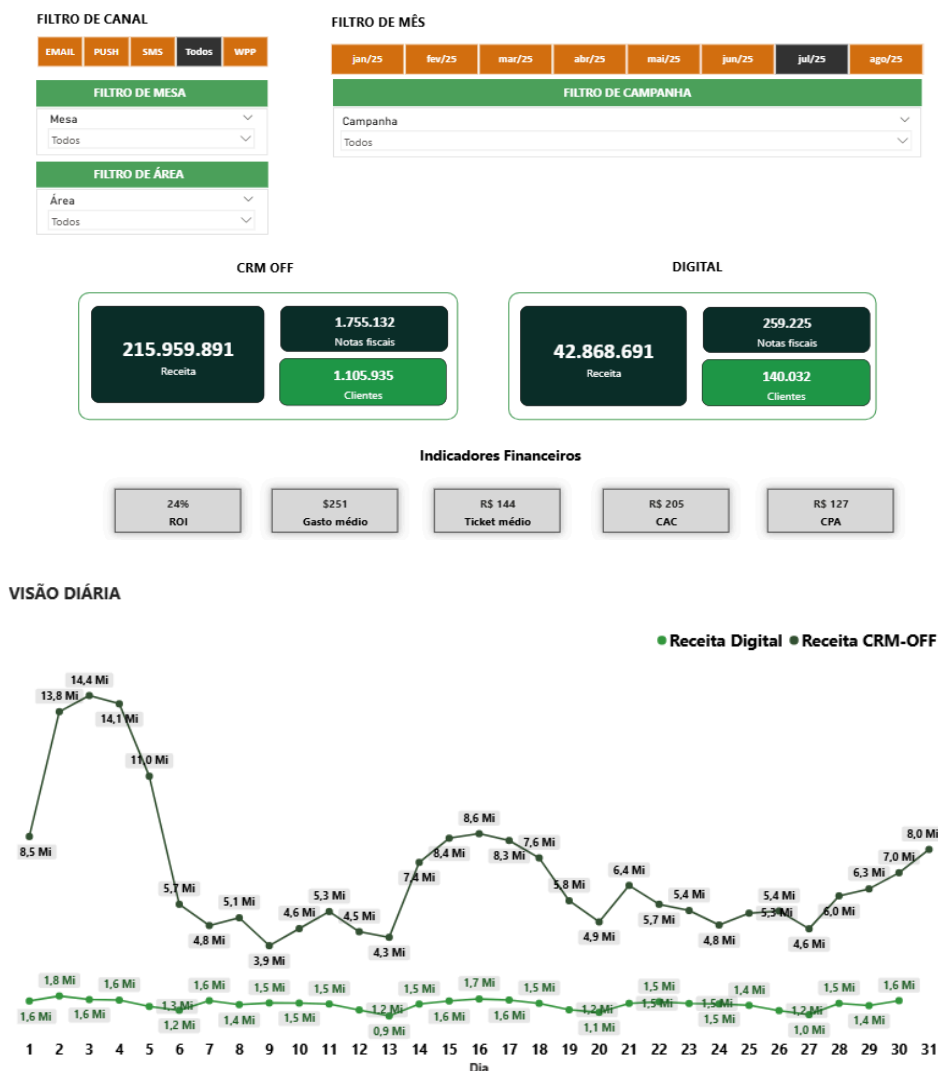 FILTRO DE CANAL
EMAIL PUSH SMS Todos WPP
FILTRO DE MÊS
jan/25 fev/25 mar/25 abr/25 mai/25 jun/25 jul/25 ago/25
FILTRO DE MESA
Mesa
Todos
FILTRO DE CAMPANHA
Campanha
Todos
FILTRO DE ÁREA
Área
Todos
CRM OFF
215.959.891
Receita
1.755.132
Notas fiscais
1.105.935
Clientes
DIGITAL
42.868.691
Receita
259.225
Notas fiscais
140.032
Clientes
Indicadores Financeiros
24%
ROI
$251
Gasto médio
R$ 144
Ticket médio
R$ 205
CAC
R$ 127
CPA
VISÃO DIÁRIA
Receita Digital Receita CRM-OFF
8,5 Mi 13,8 Mi 14,4 Mi 14,1 Mi 11,0 Mi 5,7 Mi 4,8 Mi 5,1 Mi 3,9 Mi 4,6 Mi 5,3 Mi 4,5 Mi 4,3 Mi 7,4 Mi 8,4 Mi 8,6 Mi 8,3 Mi 7,6 Mi 5,8 Mi 4,9 Mi 6,4 Mi 5,7 Mi 5,4 Mi 4,8 Mi 5,3 Mi 5,4 Mi 4,6 Mi 6,0 Mi 6,3 Mi 7,0 Mi 8,0 Mi
1,6 Mi 1,8 Mi 1,6 Mi 1,6 Mi 1,3 Mi 1,2 Mi 1,6 Mi 1,4 Mi 1,5 Mi 1,5 Mi 1,5 Mi 1,2 Mi 0,9 Mi 1,5 Mi 1,6 Mi 1,7 Mi 1,6 Mi 1,5 Mi 1,2 Mi 1,1 Mi 1,5 Mi 1,5 Mi 1,5 Mi 1,5 Mi 1,4 Mi 1,2 Mi 1,0 Mi 1,5 Mi 1,4 Mi 1,6 Mi
1 2 3 4 5 6 7 8 9 10 11 12 13 14 15 16 17 18 19 20 21 22 23 24 25 26 27 28 29 30 31
Dia